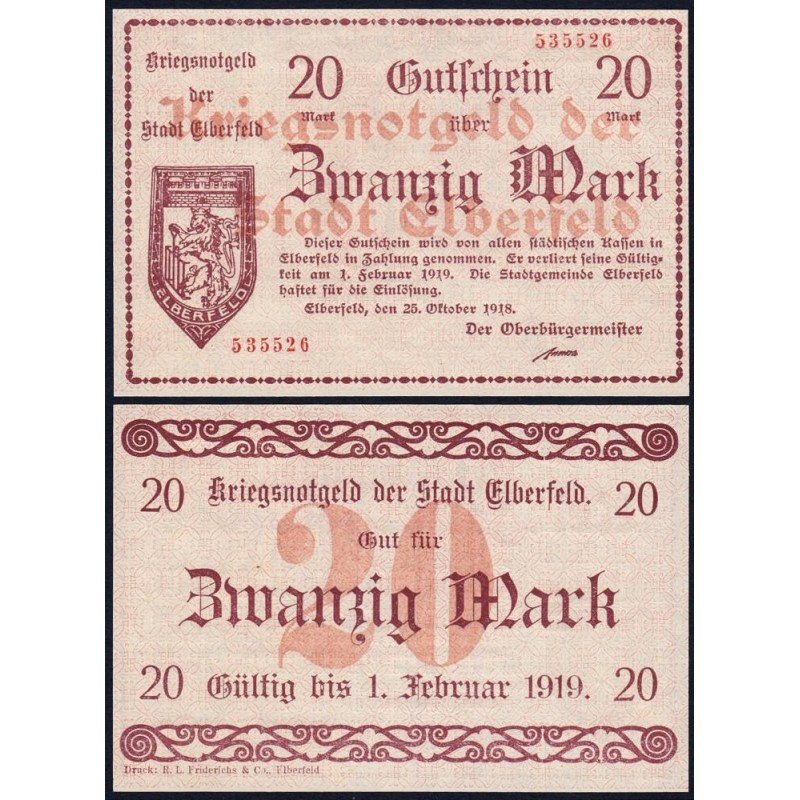 535526
Kriegsnotgeld
der
Stadt Elberfeld
20 Gutschein 20
Mark über Mark
Kriegsnotgeld der
Zwanzig Mark
Stadt Elberfeld
Dieser Gutschein wird von allen städtischen Kassen in
Elberfeld in Zahlung genommen. Er verliert seine Gültig-
keit am 1. Februar 1919. Die Stadtgemeinde Elberfeld
haftet für die Einlösung.
Elberfeld, den 25. Oktober 1918.
Der Oberbürgermeister
ELBERFELD
535526
20 Kriegsnotgeld der Stadt Elberfeld. 20
Gut für
20
Zwanzig Mark
20 Gültig bis 1. Februar 1919. 20
Druck: E. L. Friderichs & Co., Elberfeld